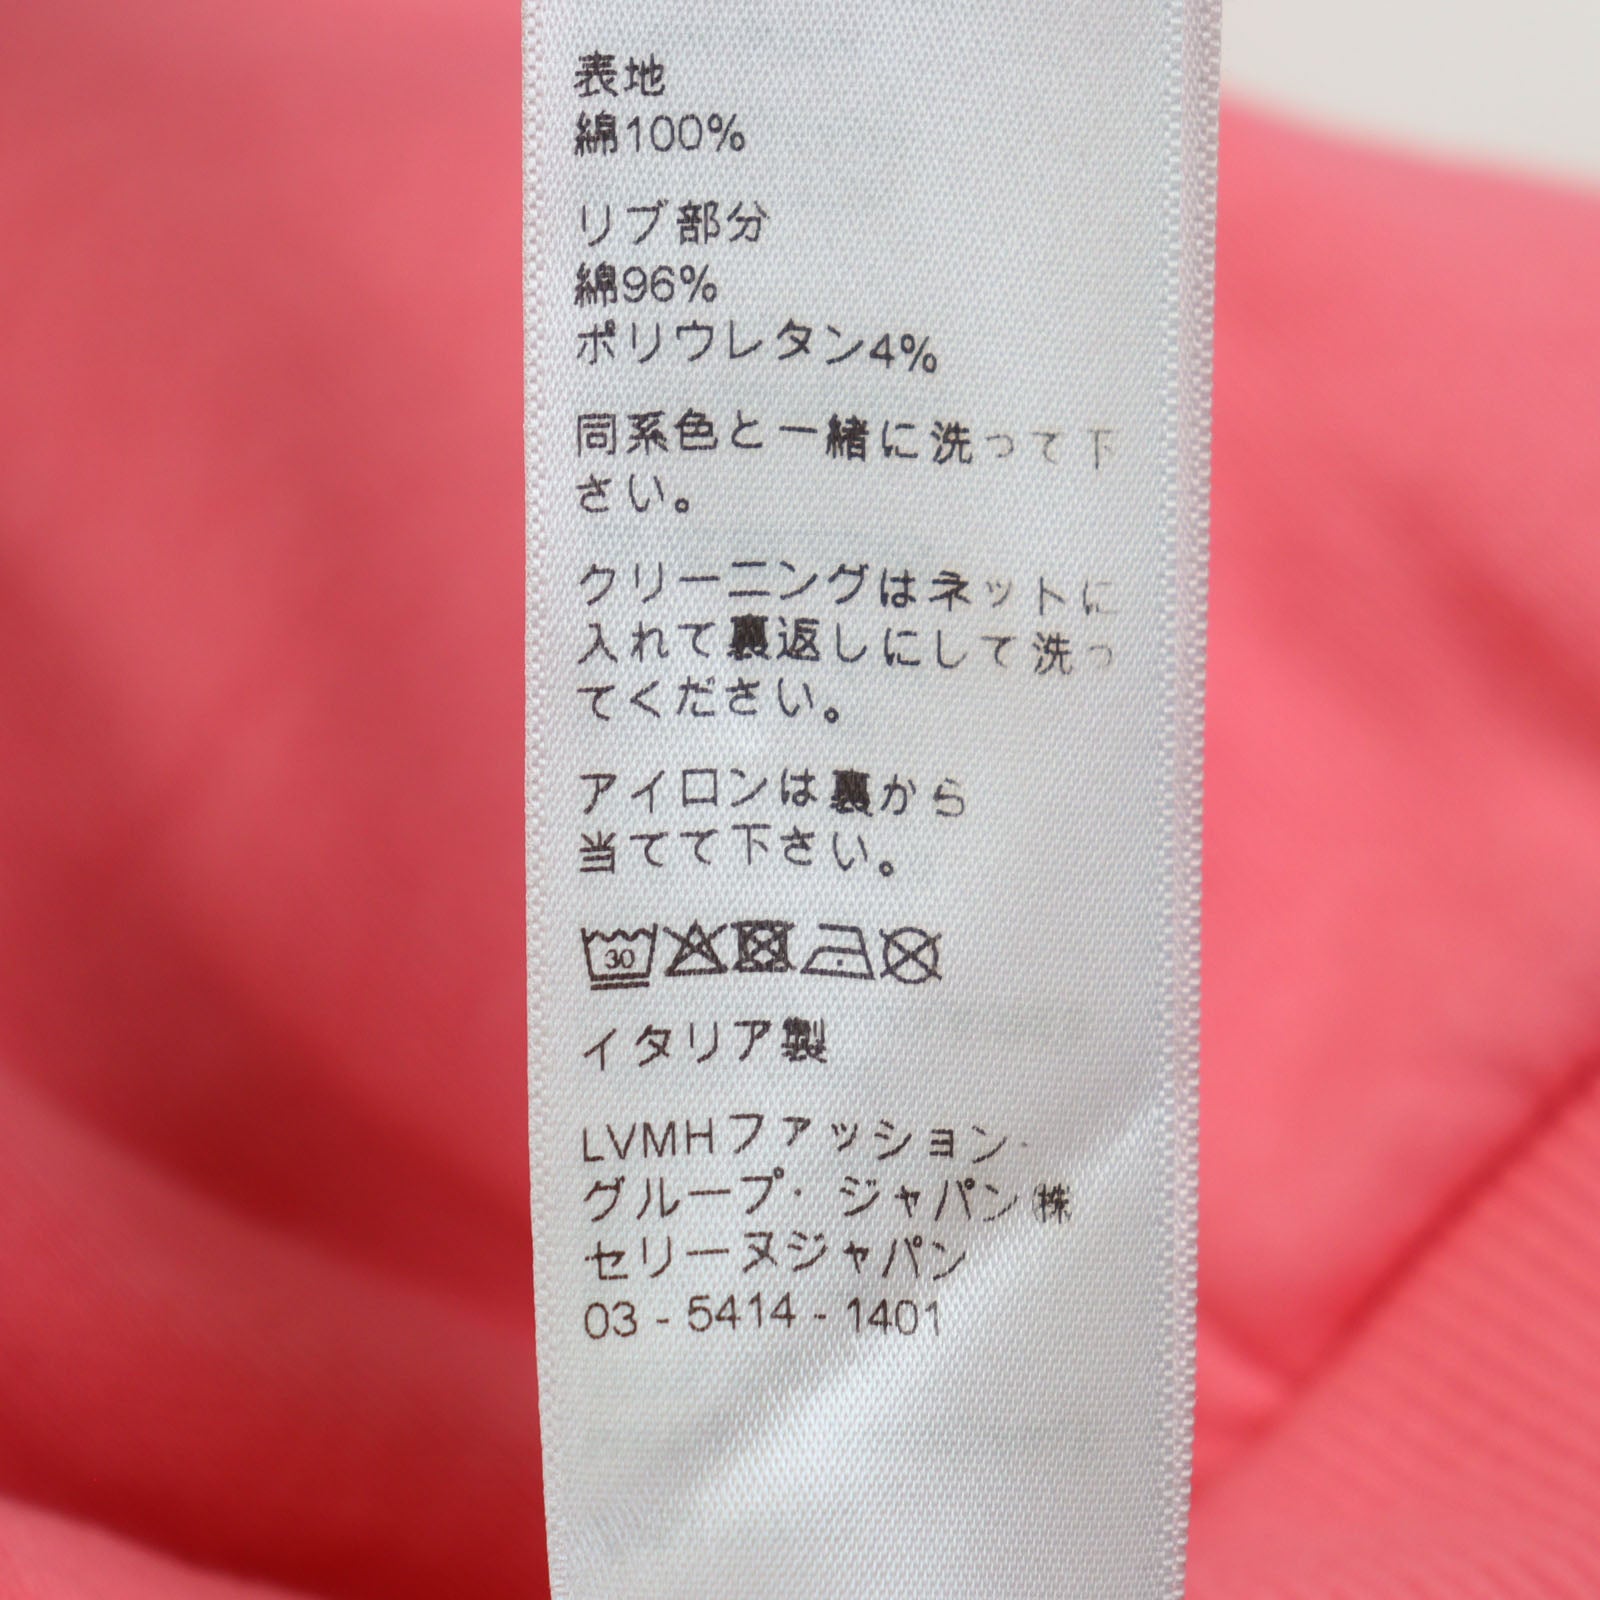 表地
綿100%
リブ部分
綿96%
ポリウレタン4%
同系色と一緒に洗って下
さい。
クリーニングはネットに
入れて裏返しにして洗っ
てください。
アイロンは裏から
当てて下さい。
30
イタリア製
LVMHファッション・
グループ・ジャパン㈱
セリーヌジャパン
03-5414-1401